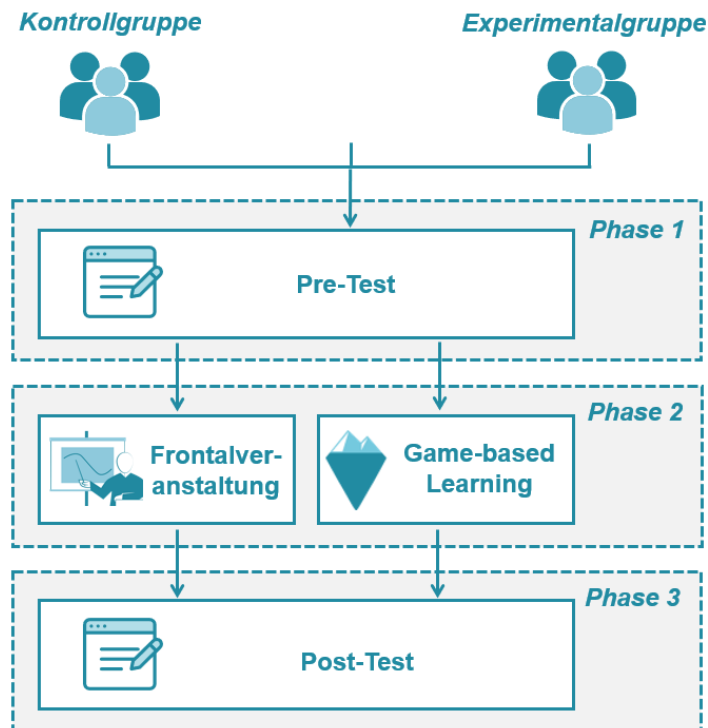 Kontrollgruppe
Experimentalgruppe
Phase 1
Pre-Test
Phase 2
Frontalver-
anstaltung
Game-based
Learning
Phase 3
Post-Test